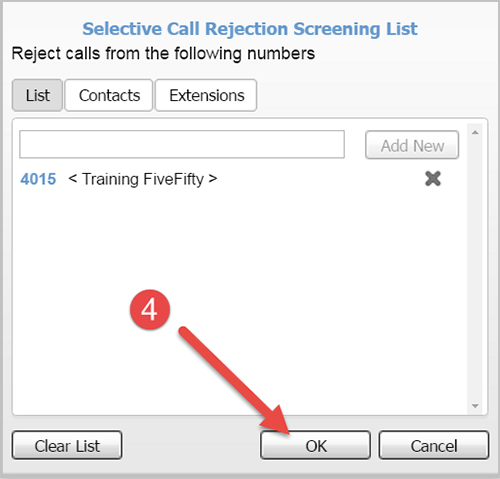 Selective Call Rejection Screening List
Reject calls from the following numbers
List Contacts Extensions
Add New
4015 < Training FiveFifty >
4
Clear List OK Cancel